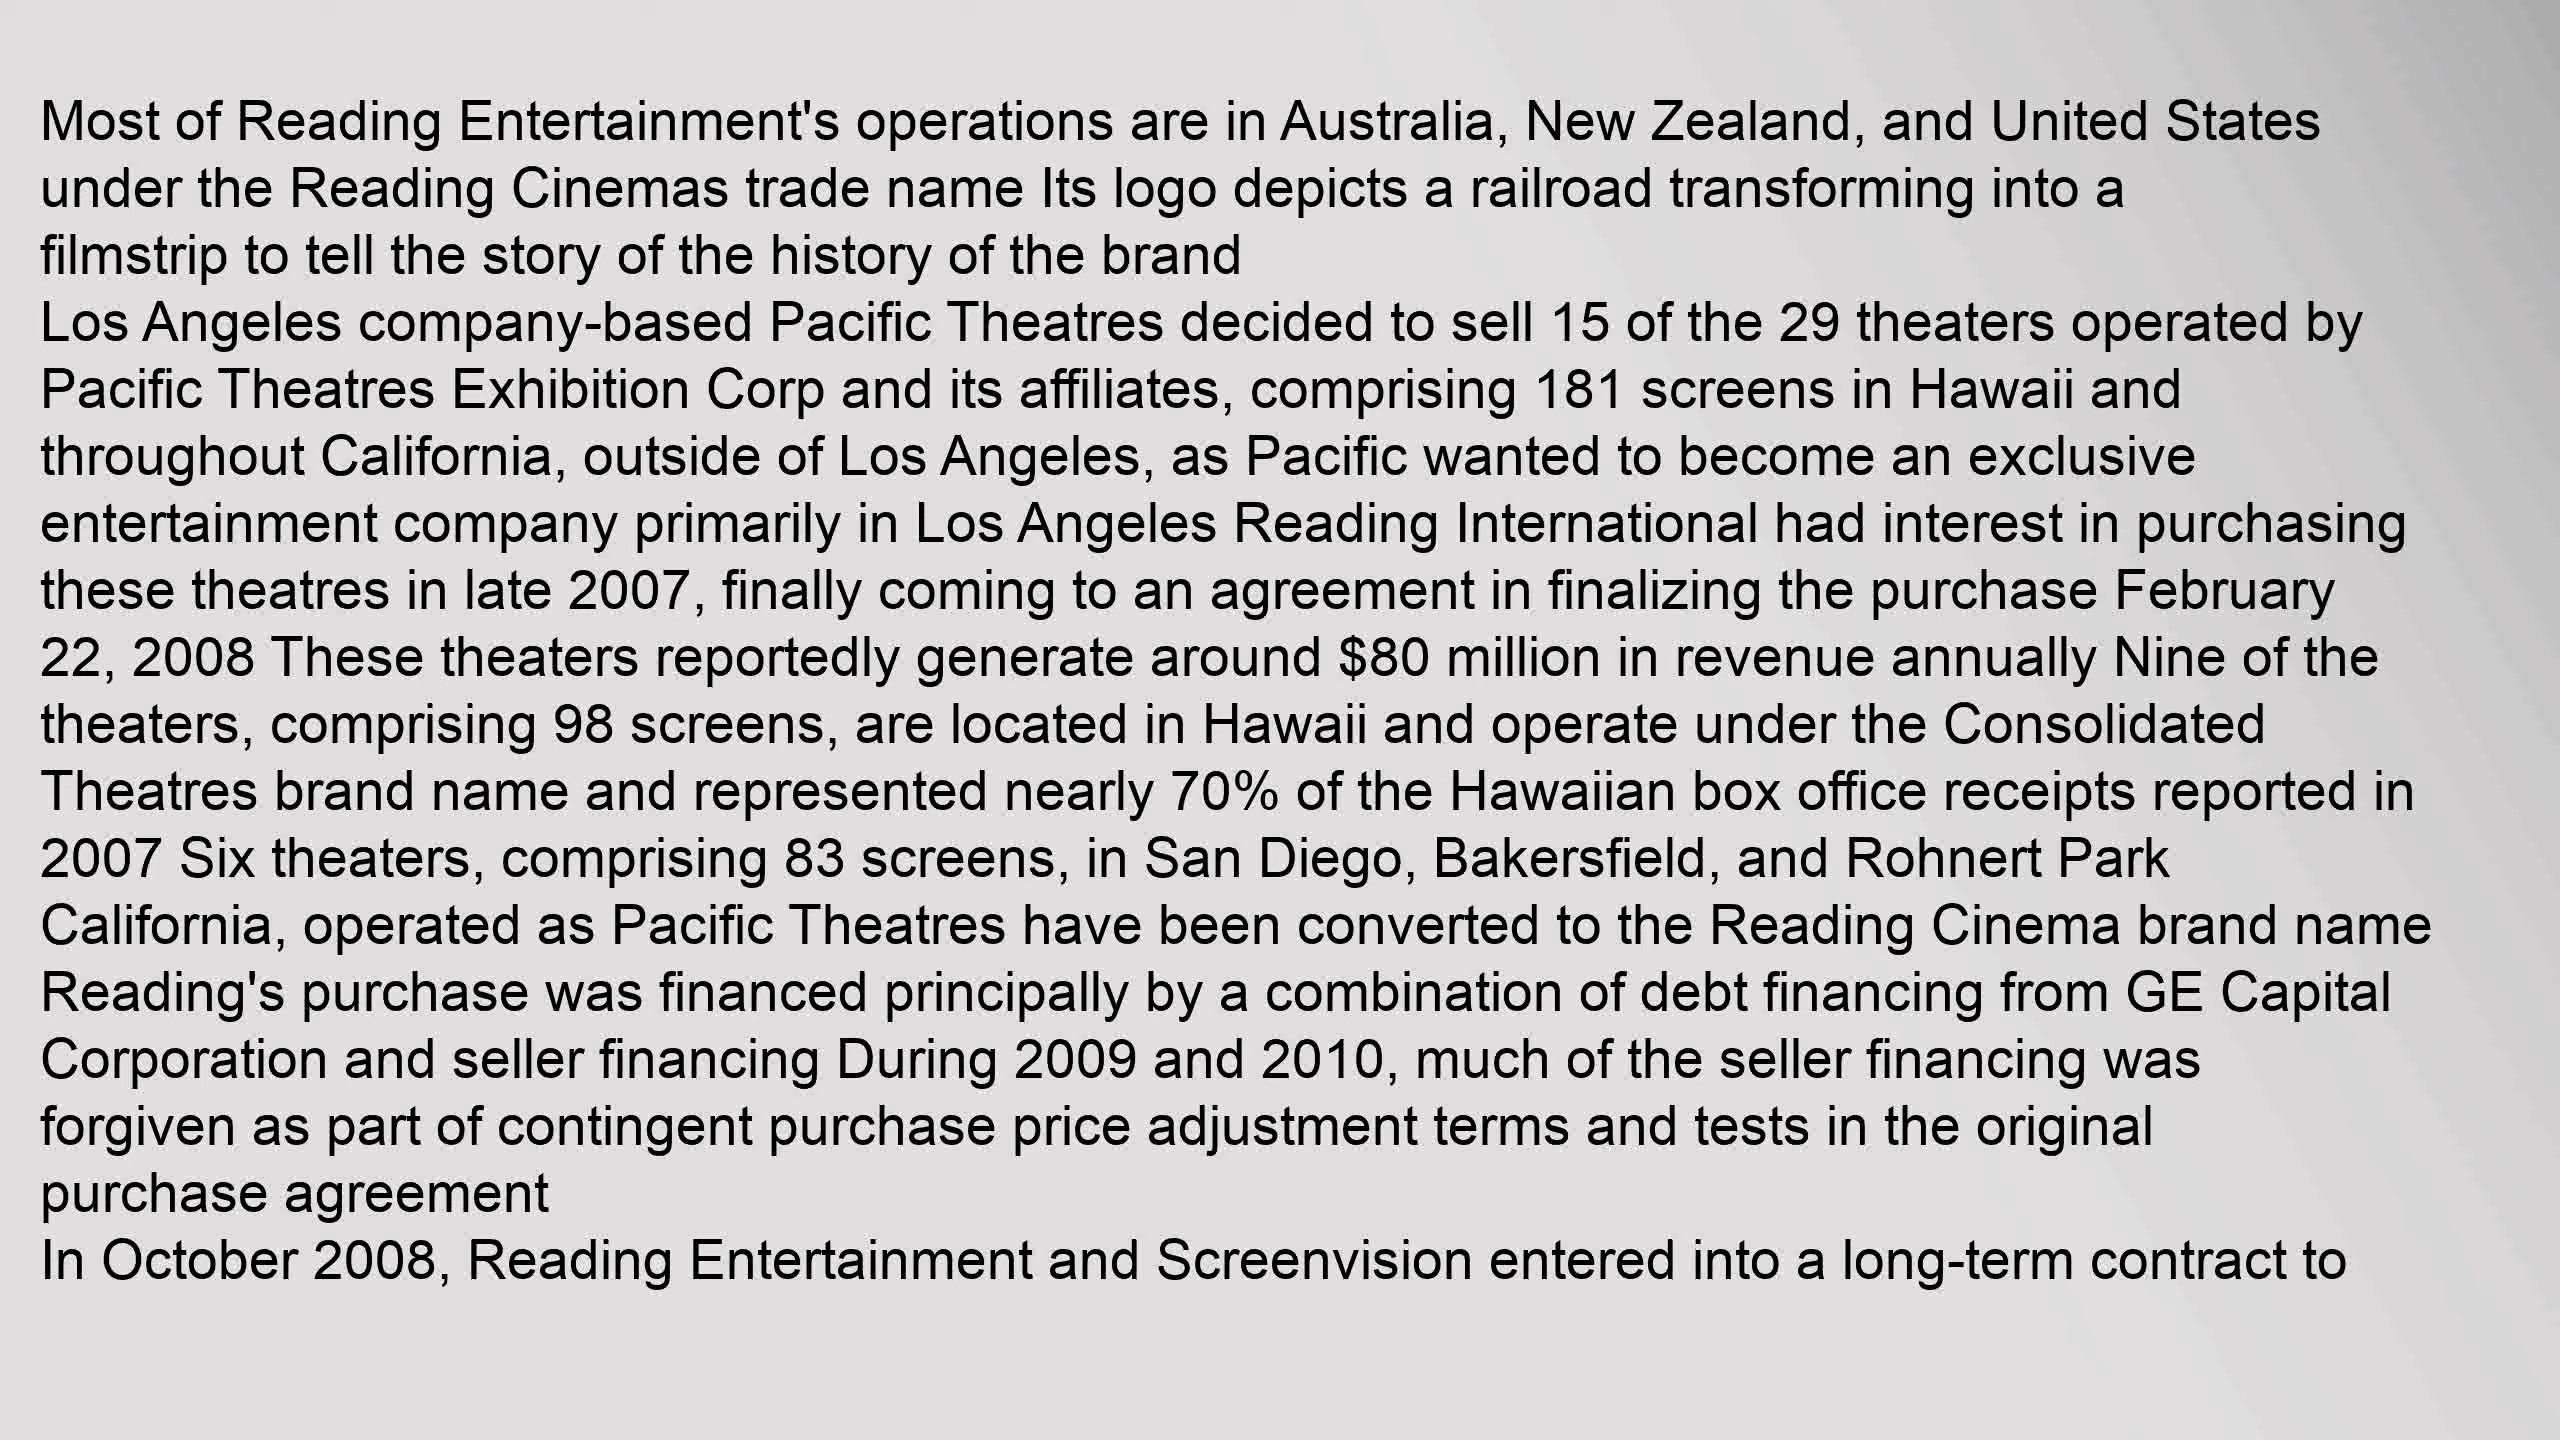 Most of Reading Entertainment's operations are in Australia, New Zealand, and United States
under the Reading Cinemas trade name Its logo depicts a railroad transforming into a
filmstrip to tell the story of the history of the brand
Los Angeles company-based Pacific Theatres decided to sell 15 of the 29 theaters operated by
Pacific Theatres Exhibition Corp and its affiliates, comprising 181 screens in Hawaii and
throughout California, outside of Los Angeles, as Pacific wanted to become an exclusive
entertainment company primarily in Los Angeles Reading International had interest in purchasing
these theatres in late 2007, finally coming to an agreement in finalizing the purchase February
22, 2008 These theaters reportedly generate around $80 million in revenue annually Nine of the
theaters, comprising 98 screens, are located in Hawaii and operate under the Consolidated
Theatres brand name and represented nearly 70% of the Hawaiian box office receipts reported in
2007 Six theaters, comprising 83 screens, in San Diego, Bakersfield, and Rohnert Park
California, operated as Pacific Theatres have been converted to the Reading Cinema brand name
Reading's purchase was financed principally by a combination of debt financing from GE Capital
Corporation and seller financing During 2009 and 2010, much of the seller financing was
forgiven as part of contingent purchase price adjustment terms and tests in the original
purchase agreement
In October 2008, Reading Entertainment and Screenvision entered into a long-term contract to